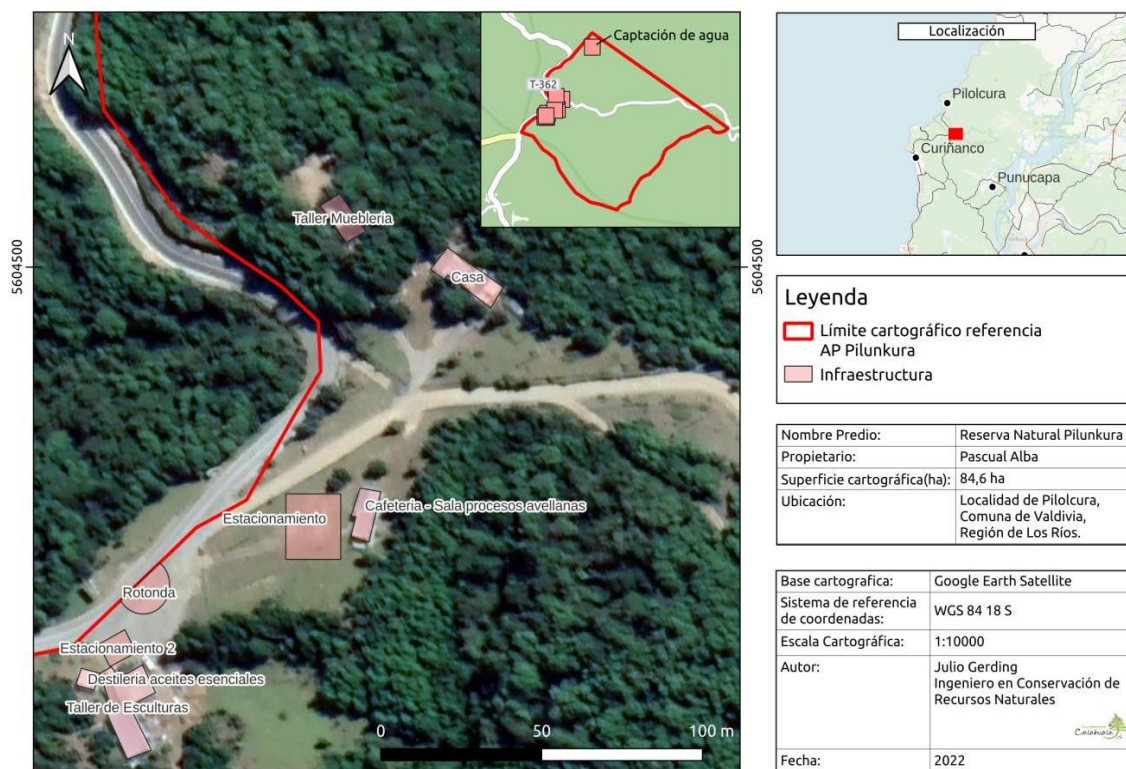 N
5604500
5604500
Taller Muebleria
Casa
Cafeteria - Sala procesos avellanas
Estacionamiento
Rotonda
Estacionamiento 2
Destileria aceites esenciales
Taller de Esculturas
0 50 100 m
Captación de agua
T-362
Localización
Pilolcura
Curiñanco
Punucapa
Leyenda
Límite cartográfico referencia
AP Pilunkura
Infraestructura
Nombre Predio: Reserva Natural Pilunkura
Propietario: Pascual Alba
Superficie cartográfica(ha): 84,6 ha
Ubicación: Localidad de Pilolcura,
Comuna de Valdivia,
Región de Los Ríos.
Base cartografica: Google Earth Satellite
Sistema de referencia
de coordenadas: WGS 84 18 S
Escala Cartográfica: 1:10000
Autor: Julio Gerding
Ingeniero en Conservación de
Recursos Naturales
Fecha: 2022